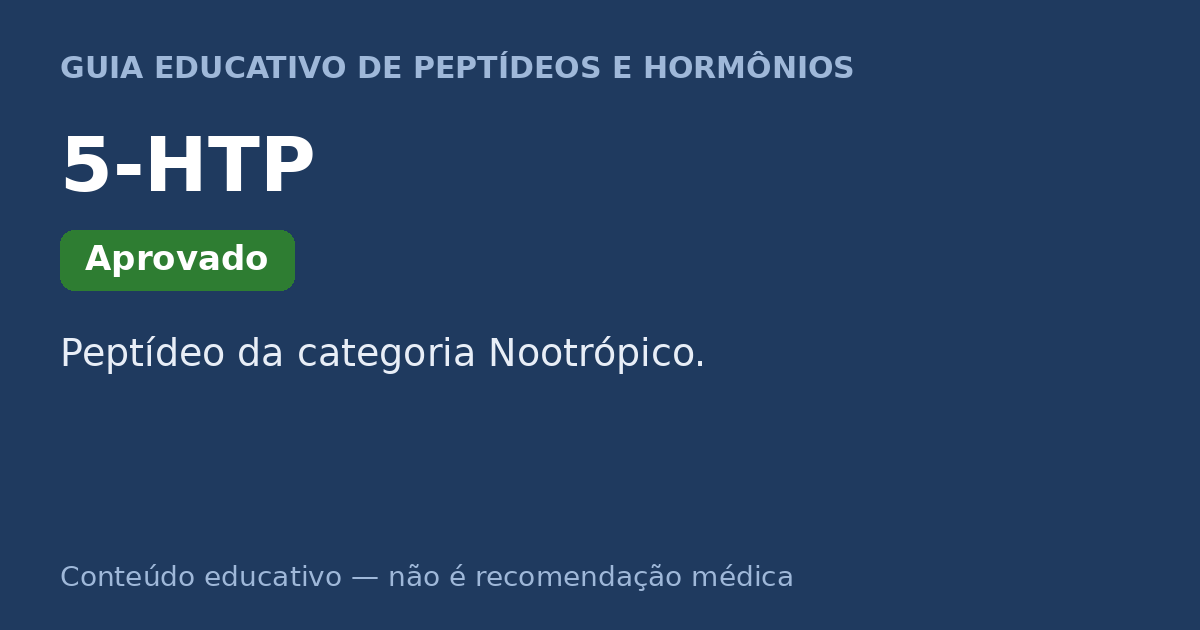 GUIA EDUCATIVO DE PEPTÍDEOS E HORMÔNIOS
5-HTP
Aprovado
Peptídeo da categoria Nootrópico.
Conteúdo educativo — não é recomendação médica